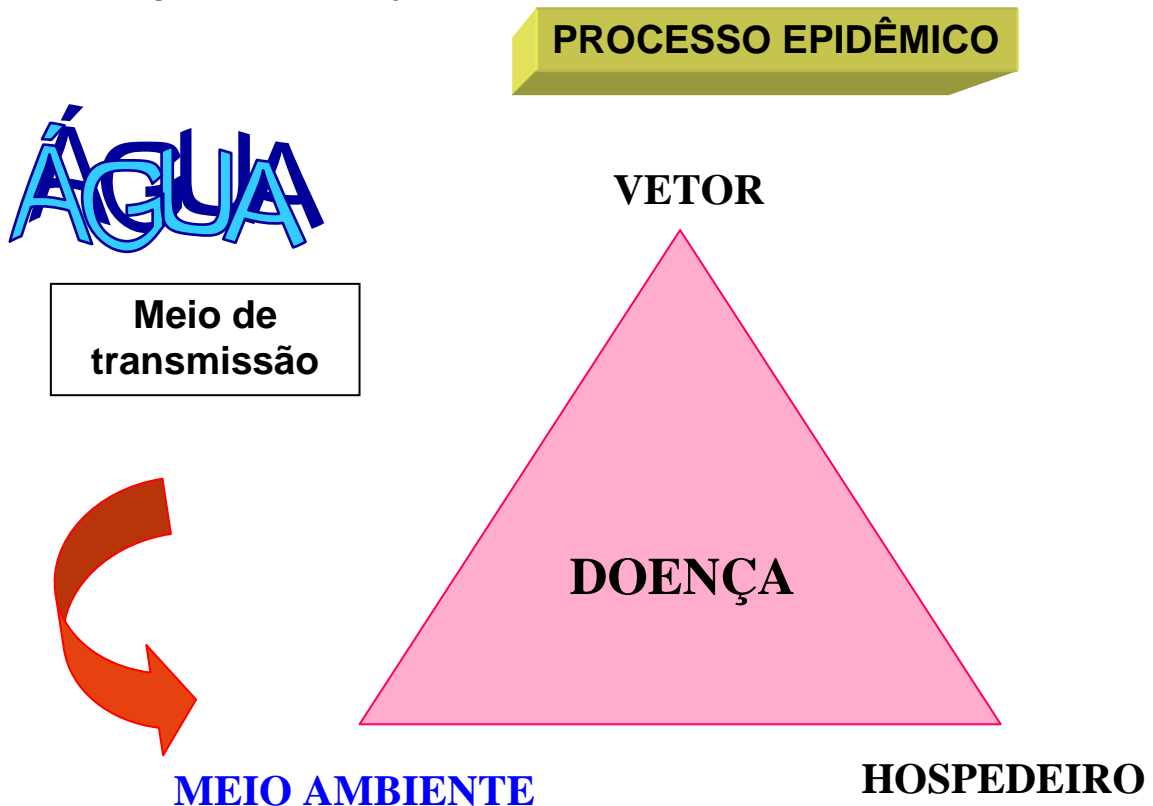 PROCESSO EPIDÊMICO
ÁGUA
VETOR
Meio de
transmissão
DOENÇA
MEIO AMBIENTE
HOSPEDEIRO